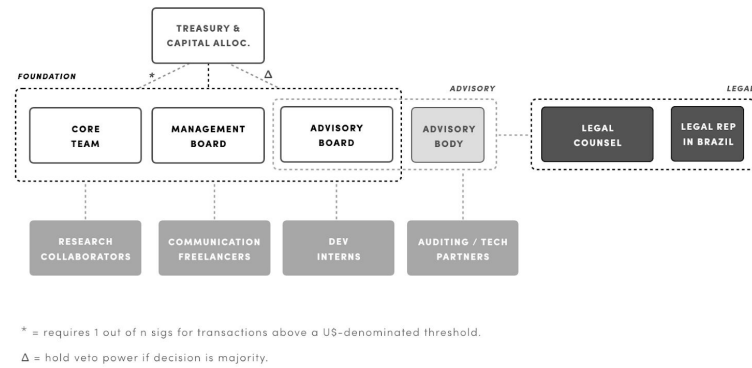 TREASURY &
CAPITAL ALLOC.
FOUNDATION
*
Δ
ADVISORY
LEGAL
CORE
TEAM
MANAGEMENT
BOARD
ADVISORY
BOARD
ADVISORY
BODY
LEGAL
COUNSEL
LEGAL REP
IN BRAZIL
RESEARCH
COLLABORATORS
COMMUNICATION
FREELANCERS
DEV
INTERNS
AUDITING / TECH
PARTNERS
* = requires 1 out of n sigs for transactions above a US-denominated threshold.
Δ = hold veto power if decision is majority.